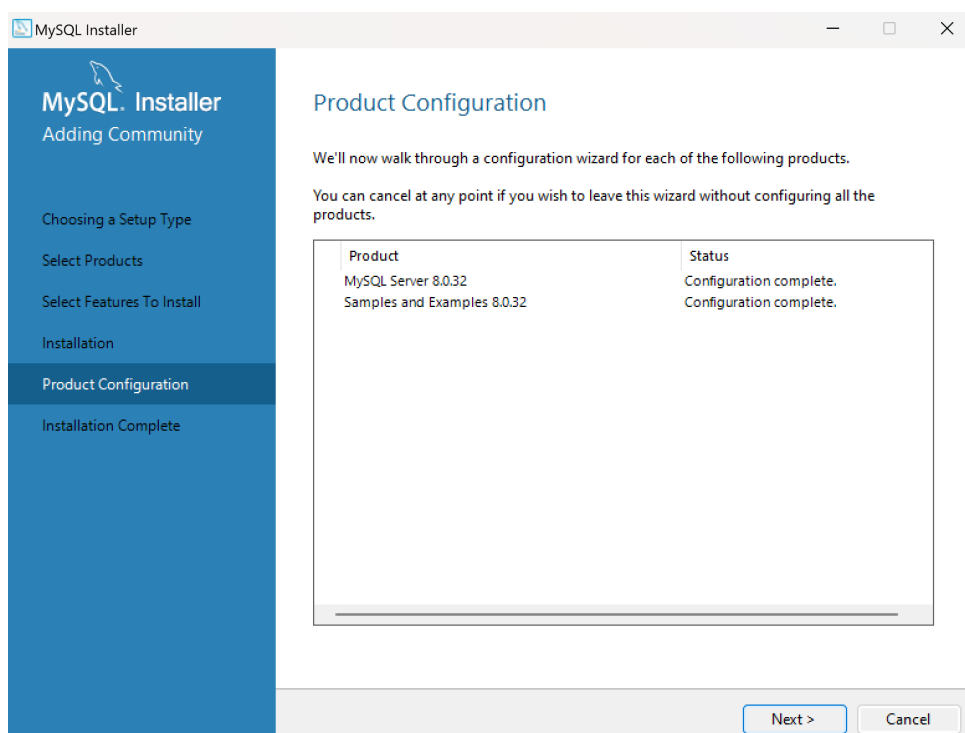 MySQL Installer
MySQL. Installer
Adding Community
Choosing a Setup Type
Select Products
Select Features To Install
Installation
Product Configuration
Installation Complete
Product Configuration
We'll now walk through a configuration wizard for each of the following products.
You can cancel at any point if you wish to leave this wizard without configuring all the
products.
Product Status
MySQL Server 8.0.32 Configuration complete.
Samples and Examples 8.0.32 Configuration complete.
Next > Cancel